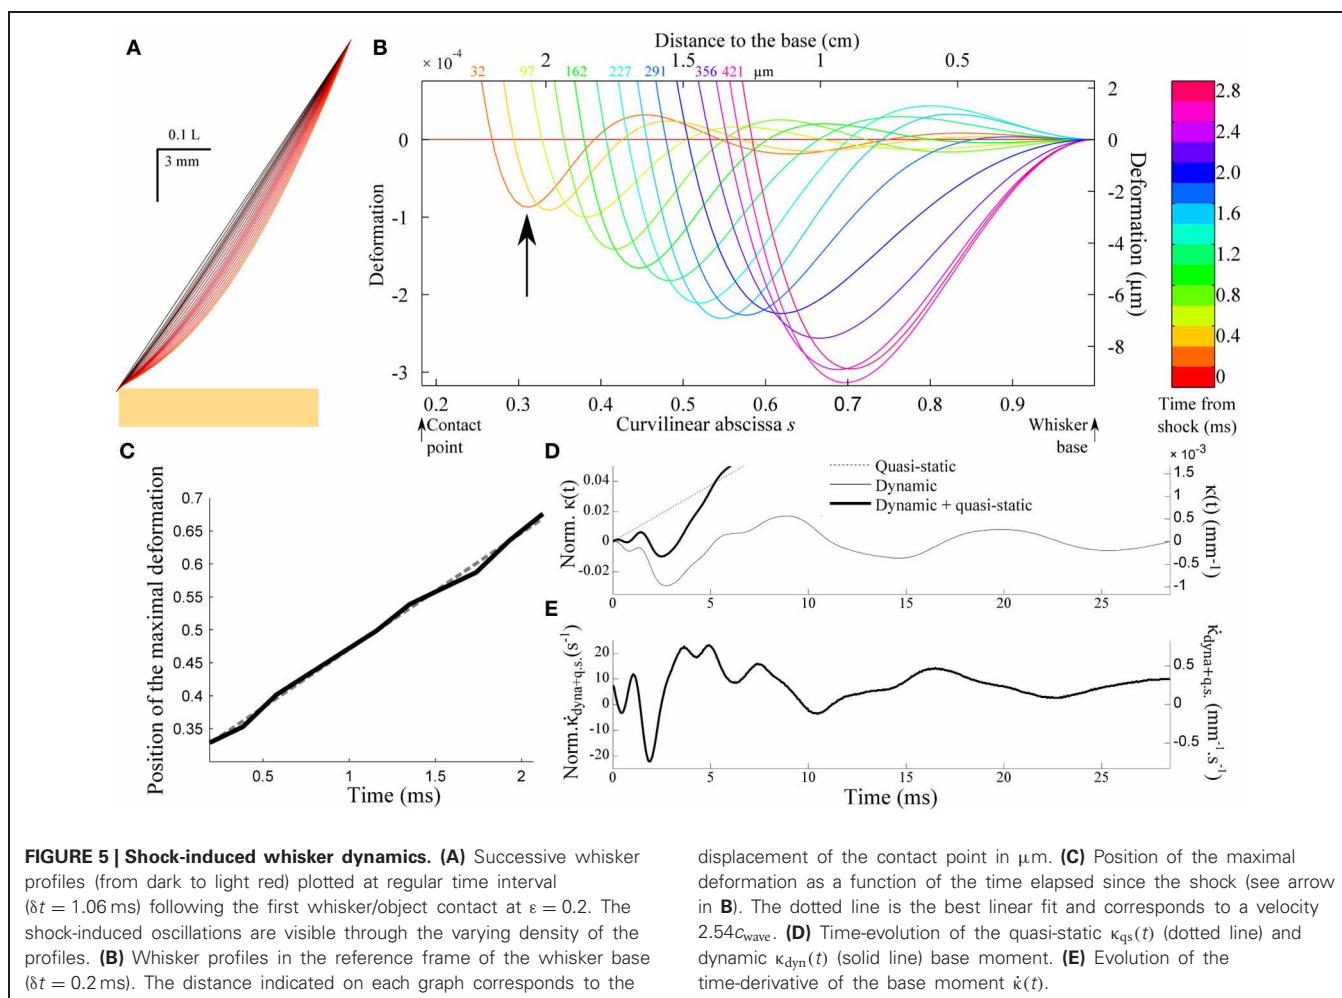 A
0.1 L
3 mm
B
Distance to the base (cm)
× 10⁻⁴
2
1.5
1
0.5
32
97
162
227
291
356
421
µm
0
-1
-2
-3
Deformation
2
0
-2
-4
-6
-8
Deformation (µm)
0.2
0.3
0.4
0.5
0.6
0.7
0.8
0.9
Contact
point
Curvilinear abscissa s
Whisker
base
2.8
2.4
2.0
1.6
1.2
0.8
0.4
0
Time from
shock (ms)
C
Position of the maximal deformation
0.7
0.65
0.6
0.55
0.5
0.45
0.4
0.35
0.5
1
1.5
2
Time (ms)
D
Norm. κ(t)
0.04
0.02
0
-0.02
Quasi-static
Dynamic
Dynamic + quasi-static
× 10⁻³
1.5
1
0.5
0
-0.5
-1
κ(t) (mm⁻¹)
0
5
10
15
20
25
E
Norm.κ̇dyna+q.s.(s⁻¹)
20
10
0
-10
-20
0.5
0
-0.5
κ̇dyna+q.s. (mm⁻¹.s⁻¹)
0
5
10
15
20
25
Time (ms)
FIGURE 5 | Shock-induced whisker dynamics. (A) Successive whisker
profiles (from dark to light red) plotted at regular time interval
(δt = 1.06 ms) following the first whisker/object contact at ε = 0.2. The
shock-induced oscillations are visible through the varying density of the
profiles. (B) Whisker profiles in the reference frame of the whisker base
(δt = 0.2 ms). The distance indicated on each graph corresponds to the
displacement of the contact point in µm. (C) Position of the maximal
deformation as a function of the time elapsed since the shock (see arrow
in B). The dotted line is the best linear fit and corresponds to a velocity
2.54cwave. (D) Time-evolution of the quasi-static κqs(t) (dotted line) and
dynamic κdyn(t) (solid line) base moment. (E) Evolution of the
time-derivative of the base moment κ̇(t).